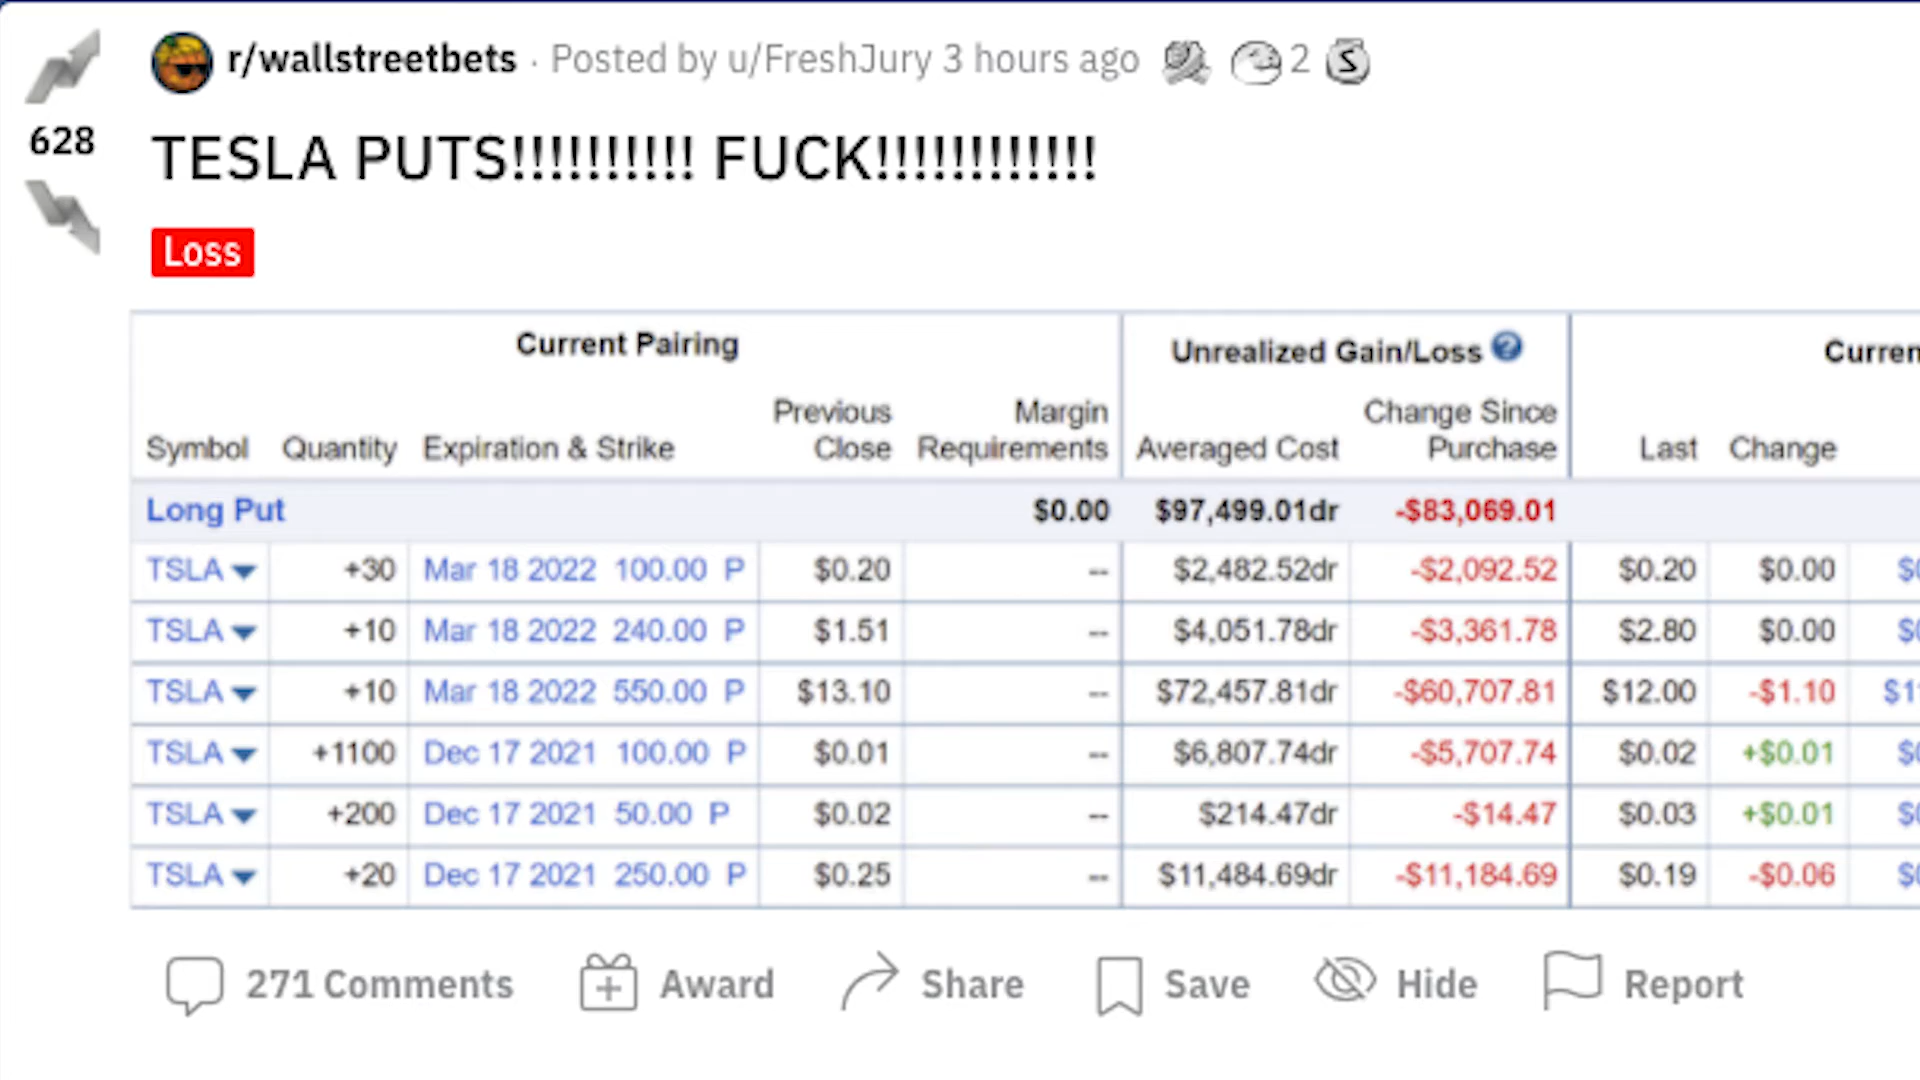 r/wallstreetbets · Posted by u/FreshJury 3 hours ago 2
628
TESLA PUTS!!!!!!!!!! FUCK!!!!!!!!!!!!
Loss
Current Pairing Unrealized Gain/Loss ? Curren
Symbol Quantity Expiration & Strike Previous Close Margin Requirements Averaged Cost Change Since Purchase Last Change
Long Put $0.00 $97,499.01dr -$83,069.01
TSLA +30 Mar 18 2022 100.00 P $0.20 -- $2,482.52dr -$2,092.52 $0.20 $0.00 $
TSLA +10 Mar 18 2022 240.00 P $1.51 -- $4,051.78dr -$3,361.78 $2.80 $0.00 $
TSLA +10 Mar 18 2022 550.00 P $13.10 -- $72,457.81dr -$60,707.81 $12.00 -$1.10 $1
TSLA +1100 Dec 17 2021 100.00 P $0.01 -- $6,807.74dr -$5,707.74 $0.02 +$0.01 $
TSLA +200 Dec 17 2021 50.00 P $0.02 -- $214.47dr -$14.47 $0.03 +$0.01 $
TSLA +20 Dec 17 2021 250.00 P $0.25 -- $11,484.69dr -$11,184.69 $0.19 -$0.06 $
271 Comments Award Share Save Hide Report